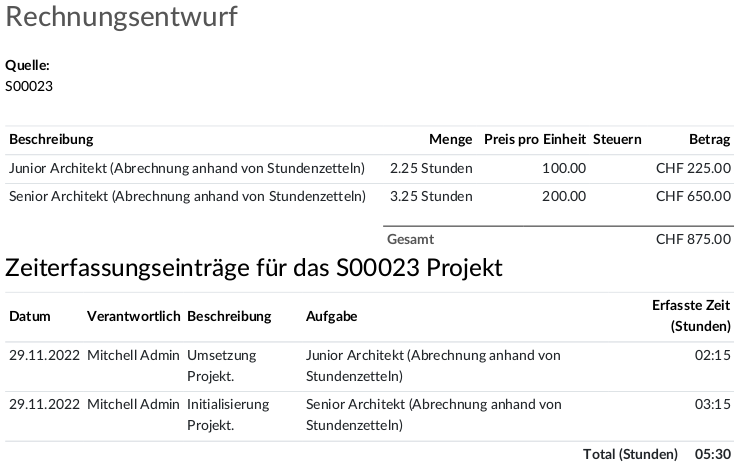 Rechnungsentwurf
Quelle:
S00023
Beschreibung Menge Preis pro Einheit Steuern Betrag
Junior Architekt (Abrechnung anhand von Stundenzetteln) 2.25 Stunden 100.00 CHF 225.00
Senior Architekt (Abrechnung anhand von Stundenzetteln) 3.25 Stunden 200.00 CHF 650.00
Gesamt CHF 875.00
Zeiterfassungseinträge für das S00023 Projekt
Datum Verantwortlich Beschreibung Aufgabe Erfasste Zeit
(Stunden)
29.11.2022 Mitchell Admin Umsetzung Junior Architekt (Abrechnung anhand von 02:15
Projekt. Stundenzetteln)
29.11.2022 Mitchell Admin Initialisierung Senior Architekt (Abrechnung anhand von 03:15
Projekt. Stundenzetteln)
Total (Stunden) 05:30